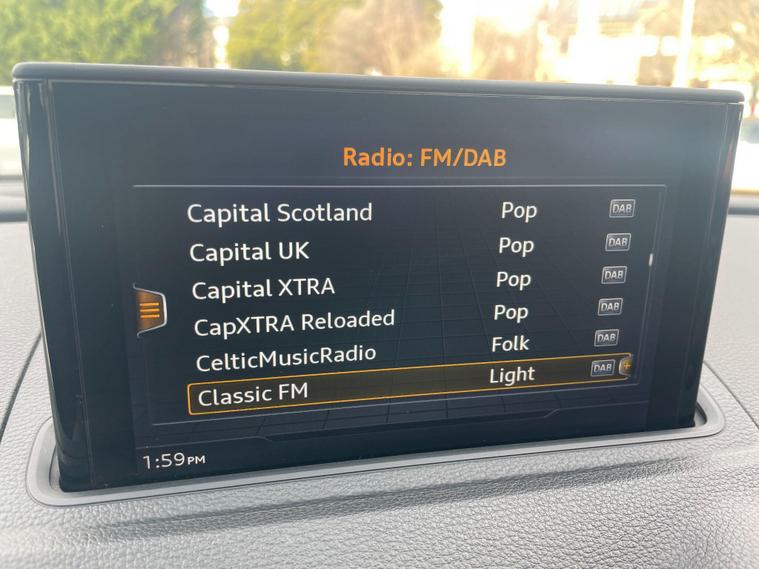 Radio: FM/DAB
Capital Scotland Pop DAB
Capital UK Pop DAB
Capital XTRA Pop DAB
CapXTRA Reloaded Pop DAB
CelticMusicRadio Folk DAB
Classic FM Light DAB +
1:59PM